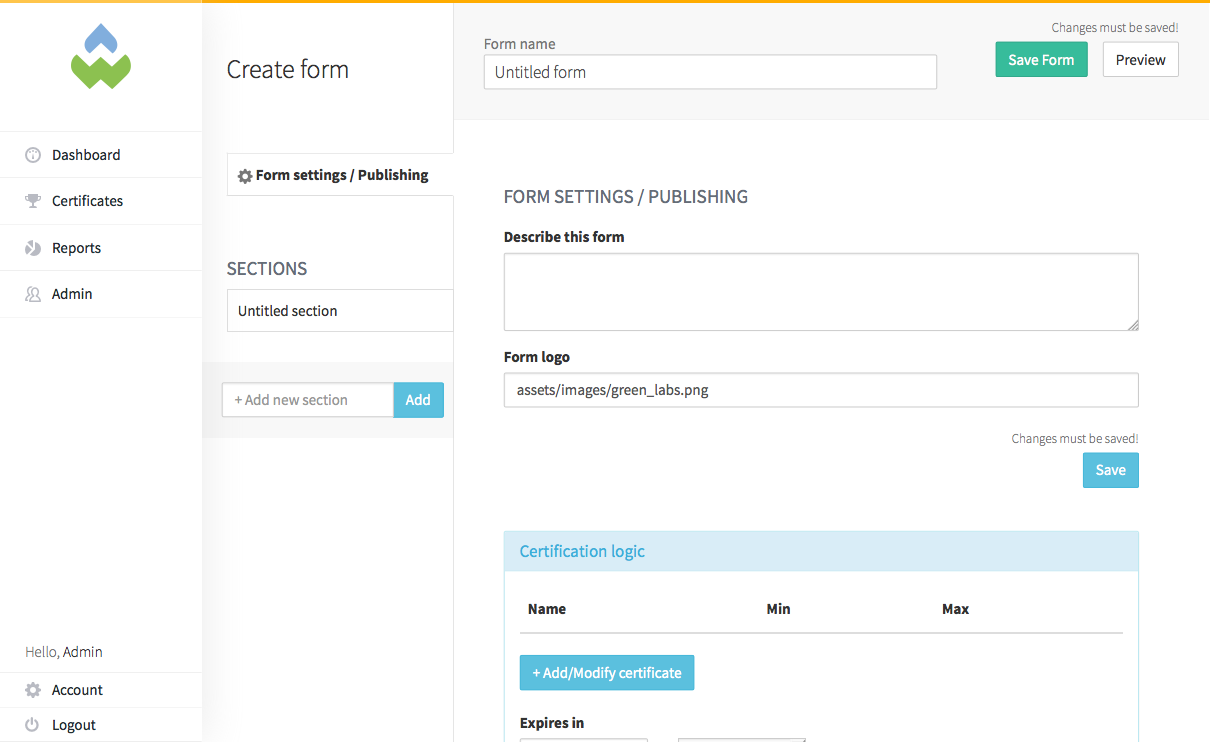 Dashboard
Certificates
Reports
Admin
Hello, Admin
Account
Logout
Create form
Form settings / Publishing
SECTIONS
Untitled section
+ Add new section
Add
Form name
Untitled form
Changes must be saved!
Save Form
Preview
FORM SETTINGS / PUBLISHING
Describe this form
Form logo
assets/images/green_labs.png
Changes must be saved!
Save
Certification logic
Name Min Max
+ Add/Modify certificate
Expires in